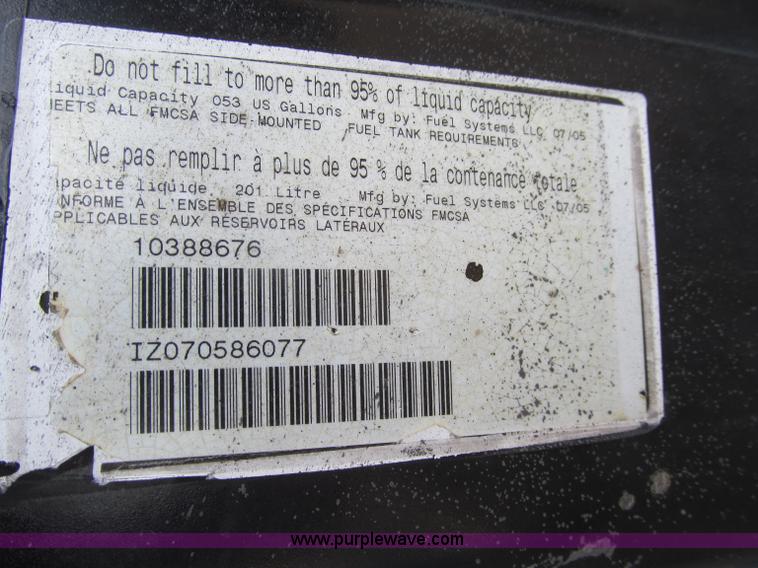 Do not fill to more than 95% of liquid capacity
iquid Capacity 053 US Gallons Mfg by: Fuel Systems LLC 07/05
EETS ALL FMCSA SIDE-MOUNTED FUEL TANK REQUIREMENTS
Ne pas remplir à plus de 95 % de la contenance totale
pacité liquide 201 Litre Mfg by: Fuel Systems LLC 07/05
NFORME À L'ENSEMBLE DES SPÉCIFICATIONS FMCSA
PPLICABLES AUX RÉSERVOIRS LATÉRAUX
10388676
IZ070586077
www.purplewave.com